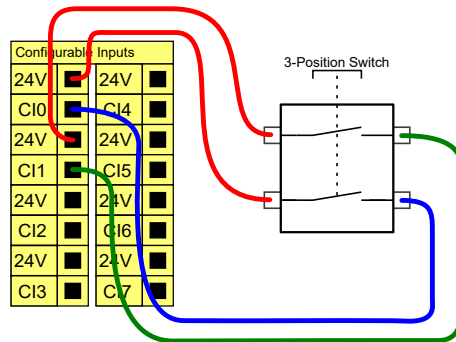 Configurable Inputs
3-Position Switch
24V 24V
CI0 CI4
24V 24V
CI1 CI5
24V 24V
CI2 CI6
24V 24V
CI3 CI7